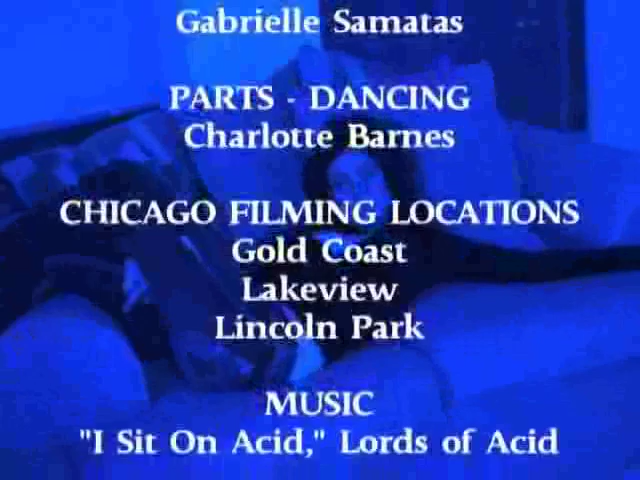 Gabrielle Samatas
PARTS - DANCING
Charlotte Barnes
CHICAGO FILMING LOCATIONS
Gold Coast
Lakeview
Lincoln Park
MUSIC
"I Sit On Acid," Lords of Acid